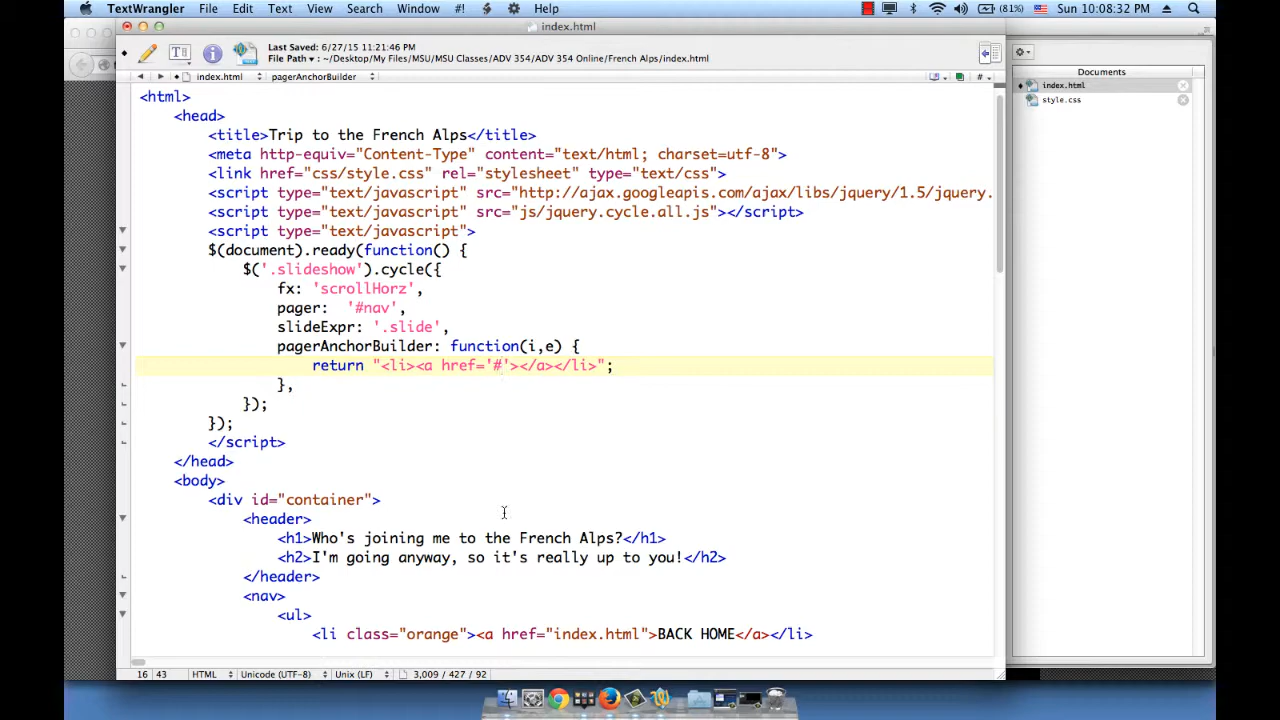 TextWrangler File Edit Text View Search Window #! Help (81%) Sun 10:08:32 PM
index.html
Last Saved: 6/27/15 11:21:46 PM
File Path ▾ : ~/Desktop/My Files/MSU/MSU Classes/ADV 354/ADV 354 Online/French Alps/index.html
index.html pagerAnchorBuilder #
Documents
index.html
style.css
<html>
<head>
<title>Trip to the French Alps</title>
<meta http-equiv="Content-Type" content="text/html; charset=utf-8">
<link href="css/style.css" rel="stylesheet" type="text/css">
<script type="text/javascript" src="http://ajax.googleapis.com/ajax/libs/jquery/1.5/jquery.
<script type="text/javascript" src="js/jquery.cycle.all.js"></script>
<script type="text/javascript">
$(document).ready(function() {
$('.slideshow').cycle({
fx: 'scrollHorz',
pager: '#nav',
slideExpr: '.slide',
pagerAnchorBuilder: function(i,e) {
return "<li><a href='#'></a></li>";
},
});
});
</script>
</head>
<body>
<div id="container">
<header>
<h1>Who's joining me to the French Alps?</h1>
<h2>I'm going anyway, so it's really up to you!</h2>
</header>
<nav>
<ul>
<li class="orange"><a href="index.html">BACK HOME</a></li>
16 43 HTML Unicode (UTF-8) Unix (LF) 3,009 / 427 / 92